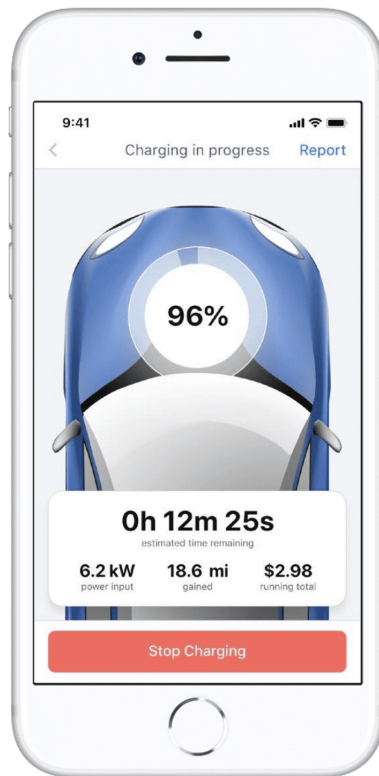 9:41
Charging in progress Report
96%
0h 12m 25s
estimated time remaining
6.2 kW 18.6 mi $2.98
power input gained running total
Stop Charging